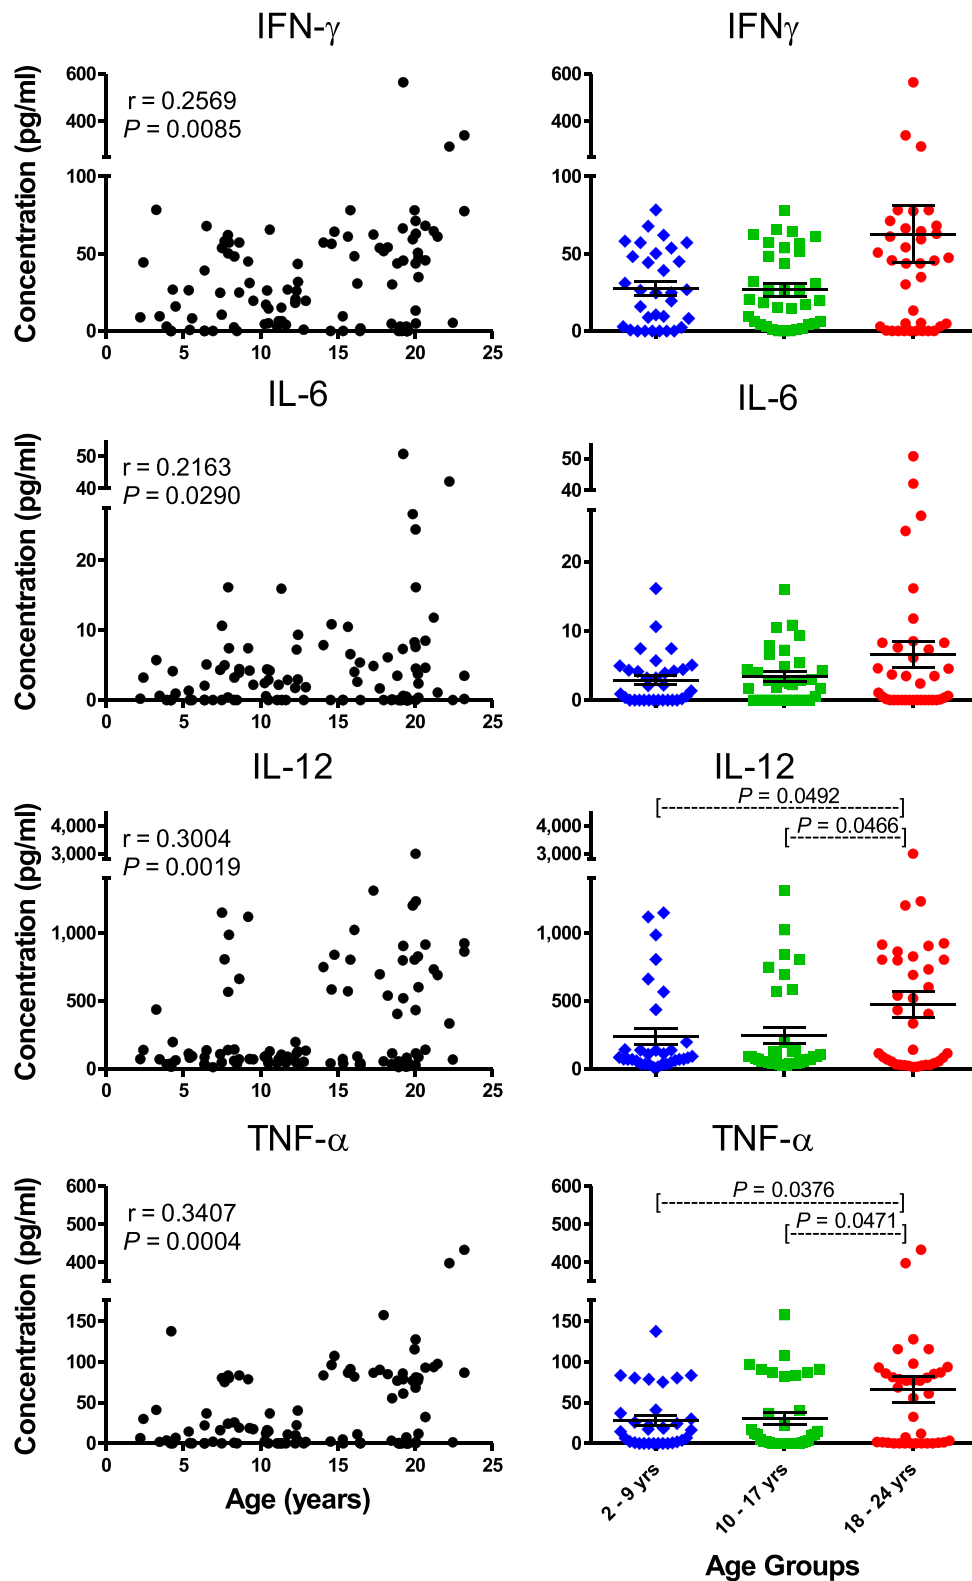 IFN-γ
IFNγ
Concentration (pg/ml)
600
400
100
50
0
r = 0.2569
P = 0.0085
0 5 10 15 20 25
600
400
100
50
0
IL-6
IL-6
Concentration (pg/ml)
50
40
20
10
0
r = 0.2163
P = 0.0290
0 5 10 15 20 25
50
40
20
10
0
IL-12
IL-12
Concentration (pg/ml)
4,000
3,000
1,000
500
0
r = 0.3004
P = 0.0019
0 5 10 15 20 25
P = 0.0492
P = 0.0466
4,000
3,000
1,000
500
0
TNF-α
TNF-α
Concentration (pg/ml)
600
500
400
150
100
50
0
r = 0.3407
P = 0.0004
0 5 10 15 20 25
Age (years)
P = 0.0376
P = 0.0471
600
500
400
150
100
50
0
2 - 9 yrs
10 - 17 yrs
18 - 24 yrs
Age Groups